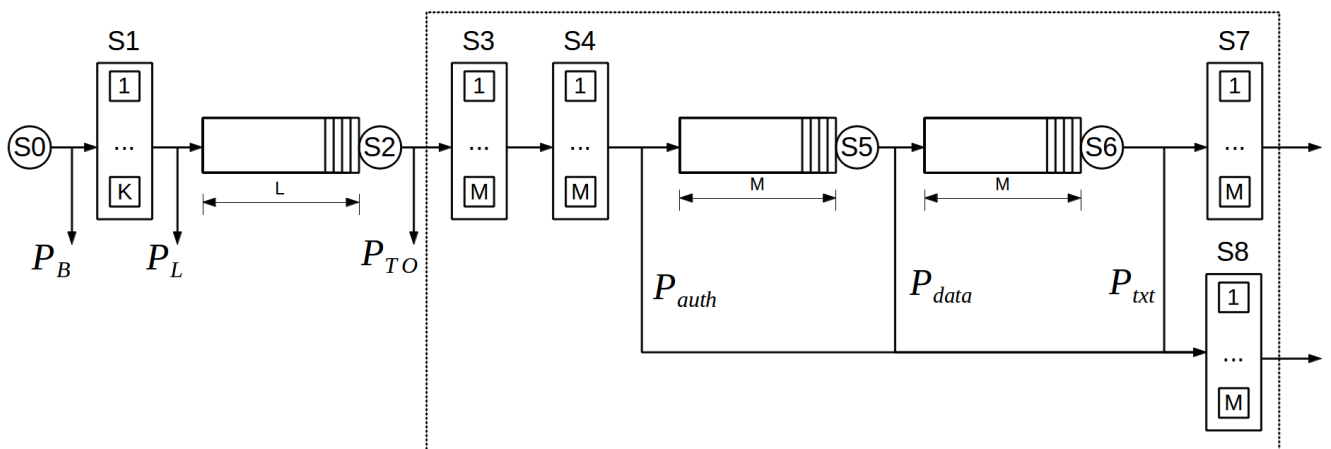 S1
S3
S4
S7
1
1
1
1
S0
...
S2
...
...
S5
S6
...
K
L
M
M
M
M
M
P_B
P_L
P_TO
P_auth
P_data
P_txt
S8
1
...
M